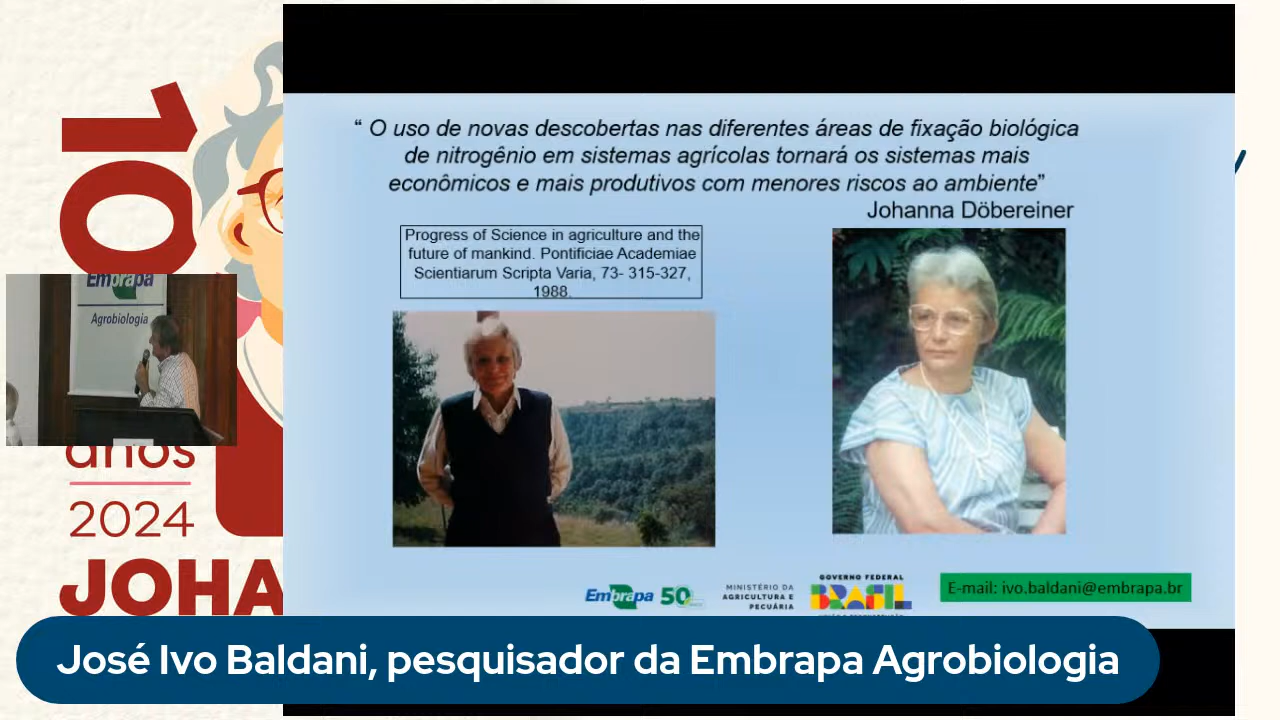 “ O uso de novas descobertas nas diferentes áreas de fixação biológica
de nitrogênio em sistemas agrícolas tornará os sistemas mais
econômicos e mais produtivos com menores riscos ao ambiente”
Johanna Döbereiner
Progress of Science in agriculture and the
future of mankind. Pontificiae Academiae
Scientiarum Scripta Varia, 73- 315-327,
1988.
10
Embrapa
Agrobiologia
anos
2024
JOHA
Embrapa 50
MINISTÉRIO DA
AGRICULTURA E
PECUÁRIA
GOVERNO FEDERAL
BRASIL
E-mail: ivo.baldani@embrapa.br
José Ivo Baldani, pesquisador da Embrapa Agrobiologia